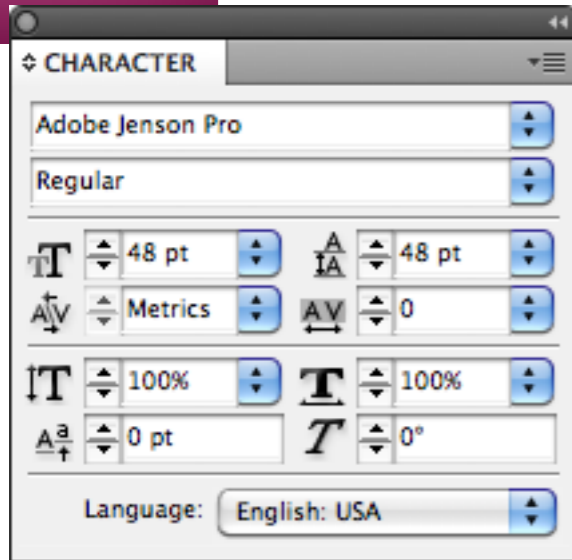 CHARACTER
Adobe Jenson Pro
Regular
48 pt 48 pt
Metrics 0
100% 100%
0 pt 0°
Language: English: USA